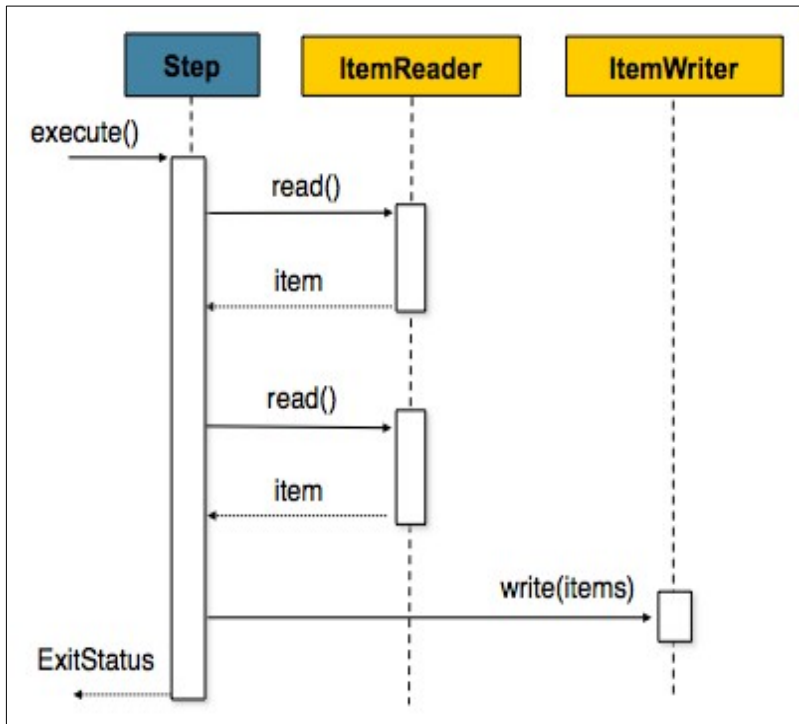 Step
ItemReader
ItemWriter
execute()
read()
item
read()
item
write(items)
ExitStatus